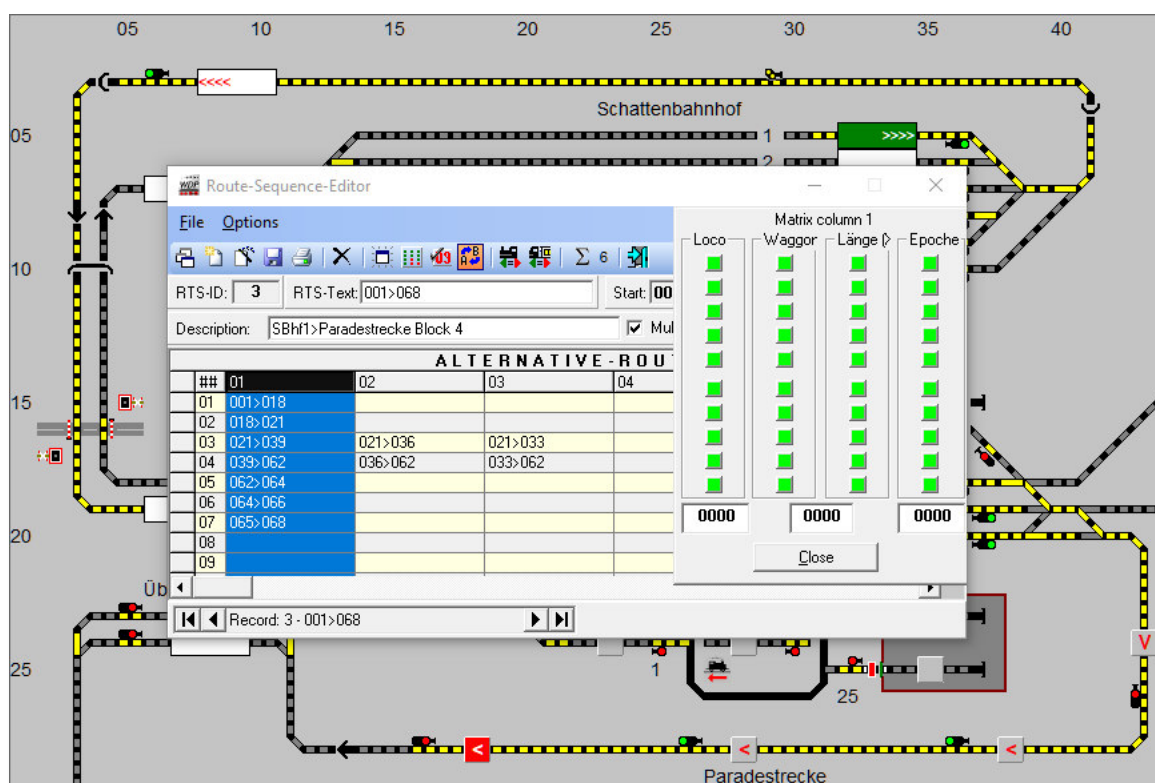 05 10 15 20 25 30 35 40
<<<<
Schattenbahnhof
05
1 >>>>
2
WDP Route-Sequence-Editor
File Options
Matrix column 1
Loco Waggor Länge (> Epoche
10
03 A B Σ 6
RTS-ID: 3 RTS-Text: 001>068 Start: 00
Description: SBhf1>Paradestrecke Block 4 Mul
ALTERNATIVE-ROUT
## 01 02 03 04
15
01 001>018
02 018>021
03 021>039 021>036 021>033
04 039>062 036>062 033>062
05 062>064
06 064>066
07 065>068
08
09
0000 0000 0000
20
Close
Üb
Record: 3 - 001>068
25
1
25
V
< < <
Paradestrecke